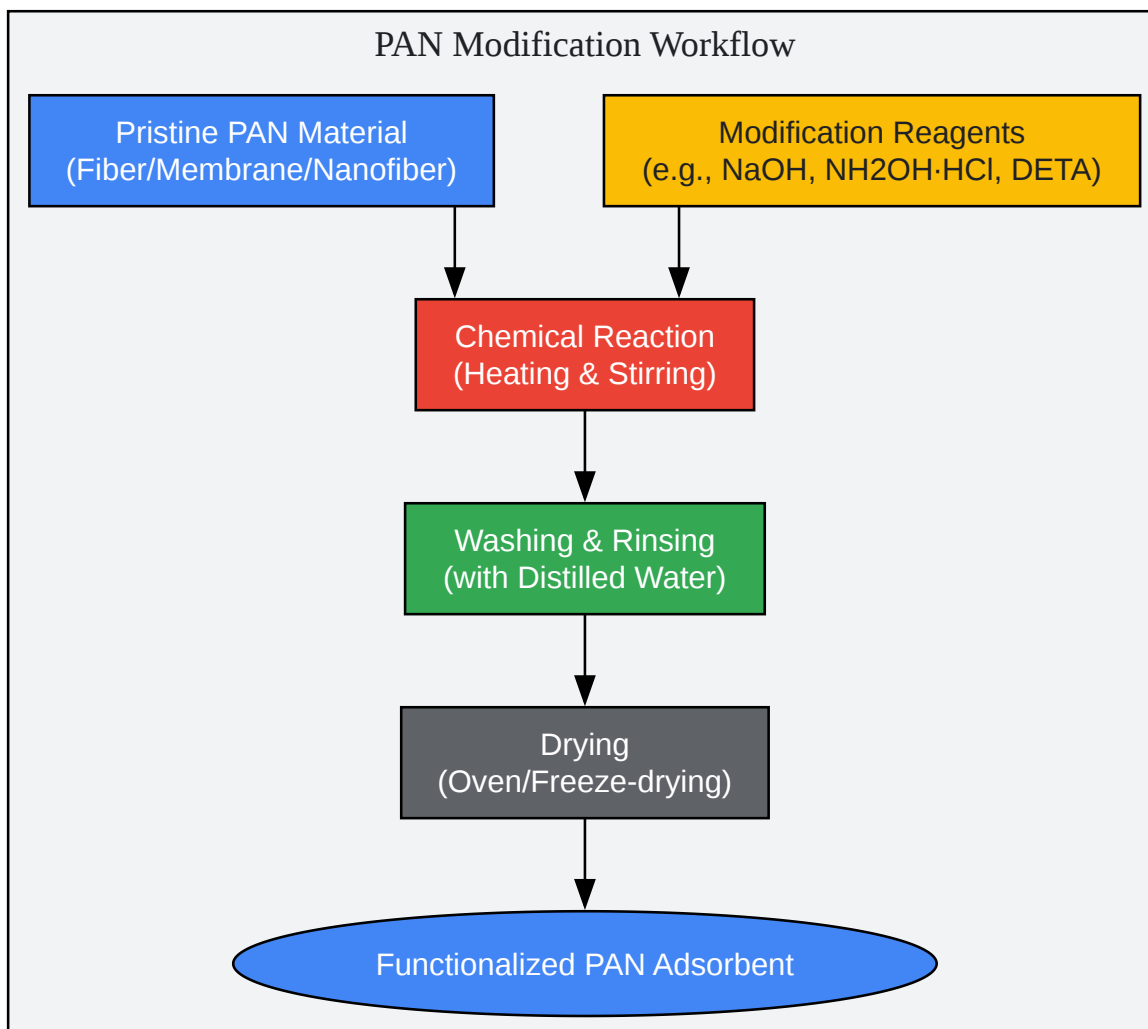 PAN Modification Workflow
Pristine PAN Material
(Fiber/Membrane/Nanofiber)
Modification Reagents
(e.g., NaOH, NH2OH·HCl, DETA)
Chemical Reaction
(Heating & Stirring)
Washing & Rinsing
(with Distilled Water)
Drying
(Oven/Freeze-drying)
Functionalized PAN Adsorbent